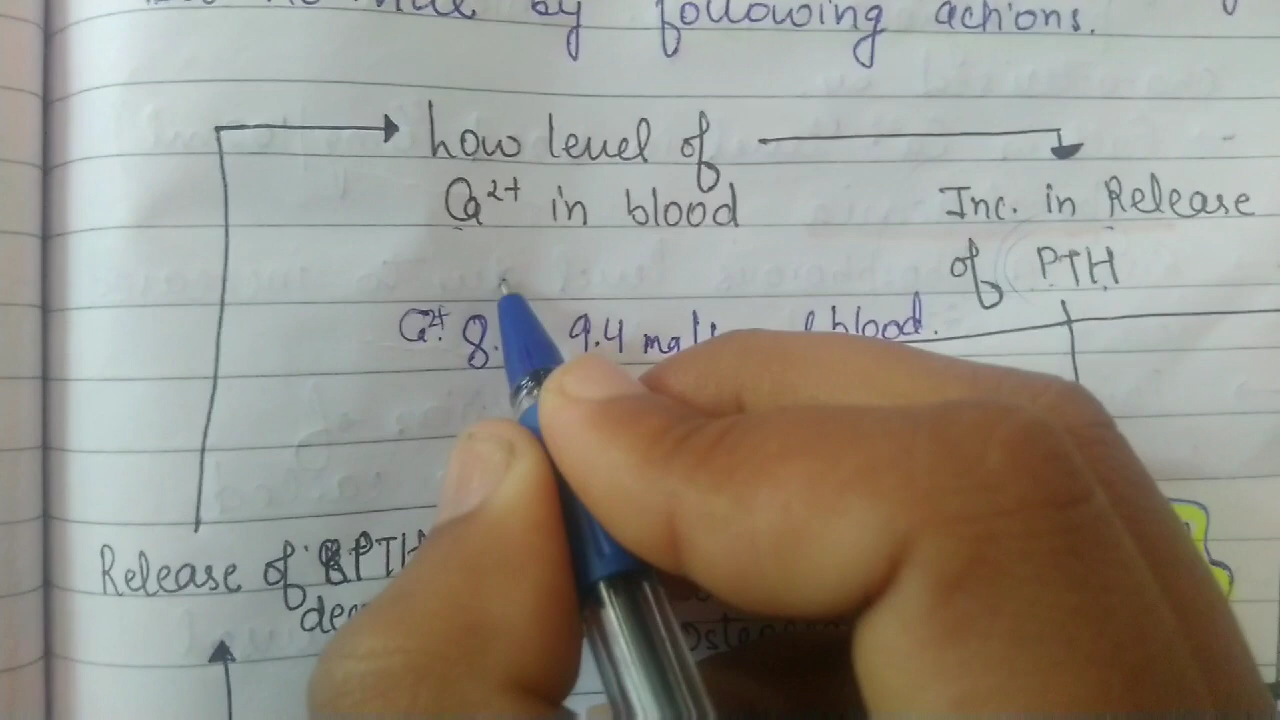 by following actions.
Low level of
Ca²⁺ in blood
Inc. in Release
of PTH
Ca²⁺ 8. 9.4 blood.
Release of PTH